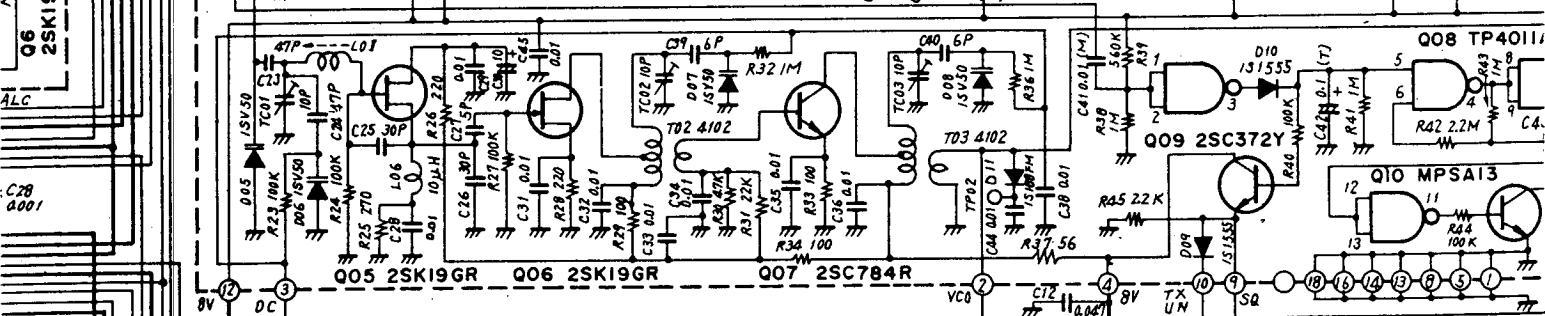 Q6
2SK19
ALC
C28
0.001
47P
L01
C23
TC01
10P
C24 47P
1SV50
D05
R23 100K
D06 1SV50
R24 100K
R25 270
C25 30P
L06
10μH
C28
0.01
R26 220
0.01
10
+
C45
0.01
C27 5P
C26 30P
R27 100K
C31 0.01
R28 220
C32 0.01
R29 100
C33 0.01
Q05 2SK19GR
Q06 2SK19GR
Q07 2SC784R
C39 6P
TC02 10P
D07
1SV50
R32 1M
T02 4102
C34
0.01
R30 47K
R31 22K
C35 0.01
R33 100
C36 0.01
R34 100
C40 6P
TC03 10P
D08
1SV50
R36 1M
T03 4102
TP02
D11
C44 0.01
C38 0.01
R37 56
C41 0.01 (M)
560K
R39
R38
1M
1
2
3
D10
1S1555
Q09 2SC372Y
100K
R40
R45 2.2K
D09
1S1555
C42 0.1 (T)
+
R41 1M
Q08 TP4011
5
6
4
R43
1M
8
9
R42 2.2M
Q10 MPSA13
12
13
11
R44
100K
12
8V
DC
3
VCO
2
C12
0.047
4
8V
TX
UN
10
9
SQ
18
16
14
13
8
5
1